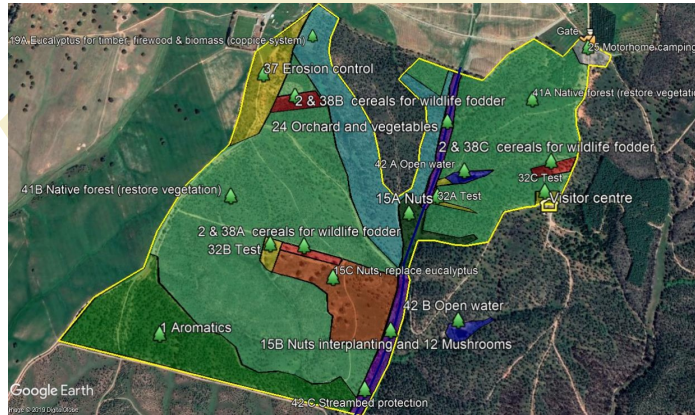 Gate
19A Eucalyptus for timber, firewood & biomass (coppice system)
25 Motorhome camping
37 Erosion control
41A Native forest (restore vegetati
2 & 38B cereals for wildlife fodder
24 Orchard and vegetables
2 & 38C cereals for wildlife fodder
42 A Open water
32C Test
41B Native forest (restore vegetation)
32A Test
15A Nuts
Visitor centre
2 & 38A cereals for wildlife fodder
32B Test
15C Nuts, replace eucalyptus
42 B Open water
1 Aromatics
15B Nuts interplanting and 12 Mushrooms
Google Earth
42 C Streambed protection
Image © 2019 DigitalGlobe